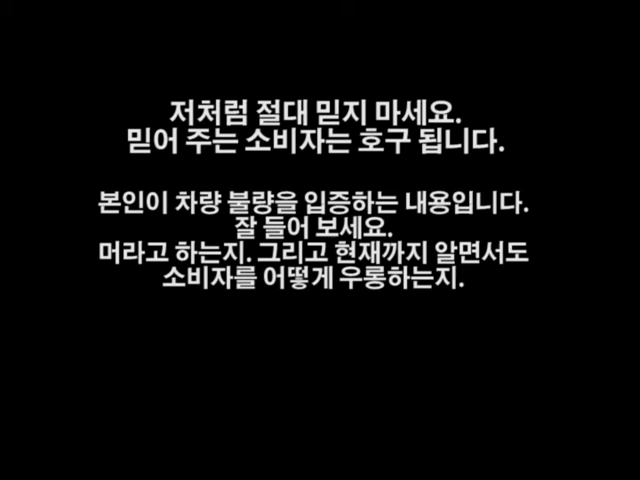 저처럼 절대 믿지 마세요.
믿어 주는 소비자는 호구 됩니다.
본인이 차량 불량을 입증하는 내용입니다.
잘 들어 보세요.
머라고 하는지. 그리고 현재까지 알면서도
소비자를 어떻게 우롱하는지.